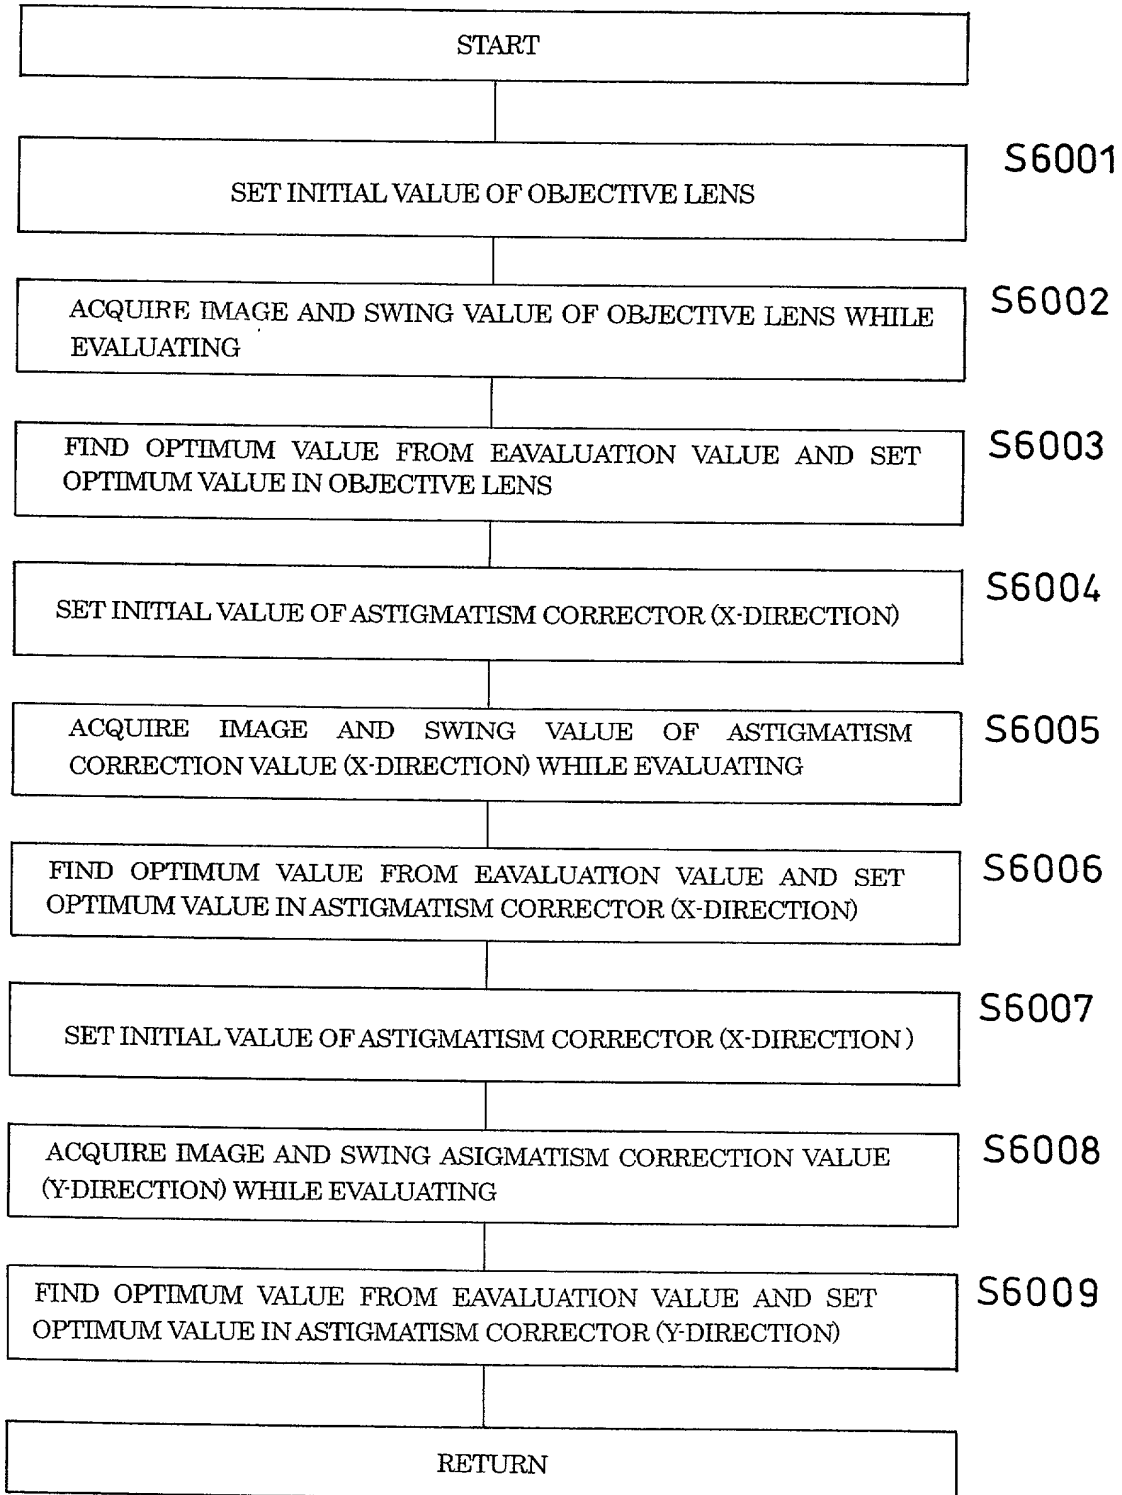 START
S6001
SET INITIAL VALUE OF OBJECTIVE LENS
S6002
ACQUIRE IMAGE AND SWING VALUE OF OBJECTIVE LENS WHILE
EVALUATING
S6003
FIND OPTIMUM VALUE FROM EAVALUATION VALUE AND SET
OPTIMUM VALUE IN OBJECTIVE LENS
S6004
SET INITIAL VALUE OF ASTIGMATISM CORRECTOR (X-DIRECTION)
S6005
ACQUIRE IMAGE AND SWING VALUE OF ASTIGMATISM
CORRECTION VALUE (X-DIRECTION) WHILE EVALUATING
S6006
FIND OPTIMUM VALUE FROM EAVALUATION VALUE AND SET
OPTIMUM VALUE IN ASTIGMATISM CORRECTOR (X-DIRECTION)
S6007
SET INITIAL VALUE OF ASTIGMATISM CORRECTOR (X-DIRECTION)
S6008
ACQUIRE IMAGE AND SWING ASIGMATISM CORRECTION VALUE
(Y-DIRECTION) WHILE EVALUATING
S6009
FIND OPTIMUM VALUE FROM EAVALUATION VALUE AND SET
OPTIMUM VALUE IN ASTIGMATISM CORRECTOR (Y-DIRECTION)
RETURN